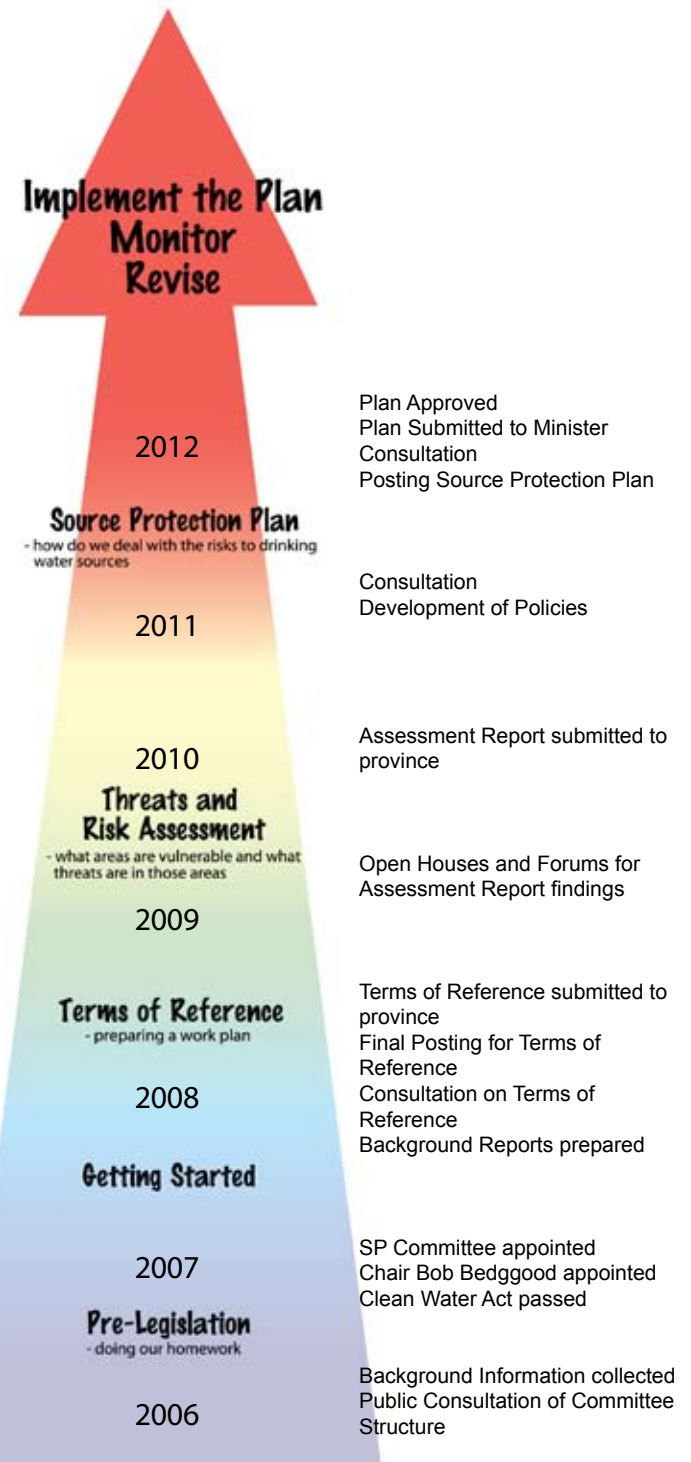 Implement the Plan
Monitor
Revise
Plan Approved
Plan Submitted to Minister
2012
Consultation
Posting Source Protection Plan
Source Protection Plan
- how do we deal with the risks to drinking
water sources
Consultation
Development of Policies
2011
Assessment Report submitted to
province
2010
Threats and
Risk Assessment
- what areas are vulnerable and what
threats are in those areas
Open Houses and Forums for
Assessment Report findings
2009
Terms of Reference submitted to
province
Terms of Reference
- preparing a work plan
Final Posting for Terms of
Reference
2008
Consultation on Terms of
Reference
Background Reports prepared
Getting Started
SP Committee appointed
2007
Chair Bob Bedggood appointed
Clean Water Act passed
Pre-Legislation
- doing our homework
Background Information collected
Public Consultation of Committee
Structure
2006